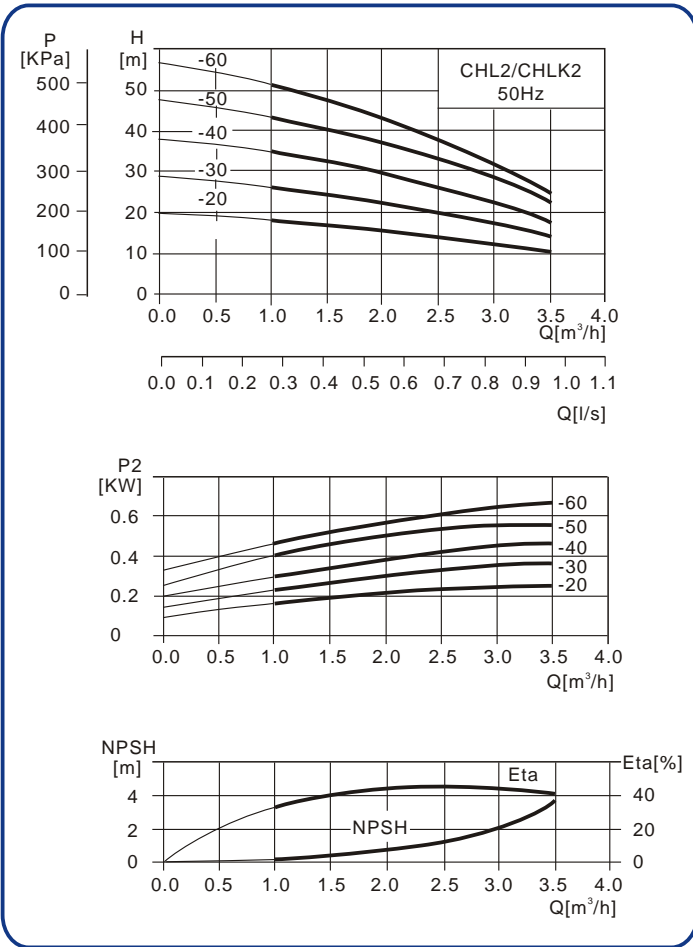 P
[KPa]
H
[m]
CHL2/CHLK2
50Hz
500
400
300
200
100
0
50
40
30
20
10
0
-60
-50
-40
-30
-20
0.0 0.5 1.0 1.5 2.0 2.5 3.0 3.5 4.0
Q[m³/h]
0.0 0.1 0.2 0.3 0.4 0.5 0.6 0.7 0.8 0.9 1.0 1.1
Q[l/s]
P2
[KW]
0.6
0.4
0.2
0
-60
-50
-40
-30
-20
0.0 0.5 1.0 1.5 2.0 2.5 3.0 3.5 4.0
Q[m³/h]
NPSH
[m]
Eta[%]
4
2
0
Eta
NPSH
40
20
0
0.0 0.5 1.0 1.5 2.0 2.5 3.0 3.5 4.0
Q[m³/h]